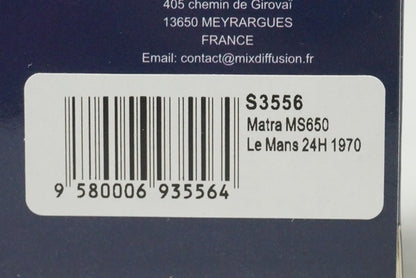 405 chemin de Girovaï
13650 MEYRARGUES
FRANCE
Email: contact@mixdiffusion.fr
S3556
Matra MS650
Le Mans 24H 1970
9 580006 935564